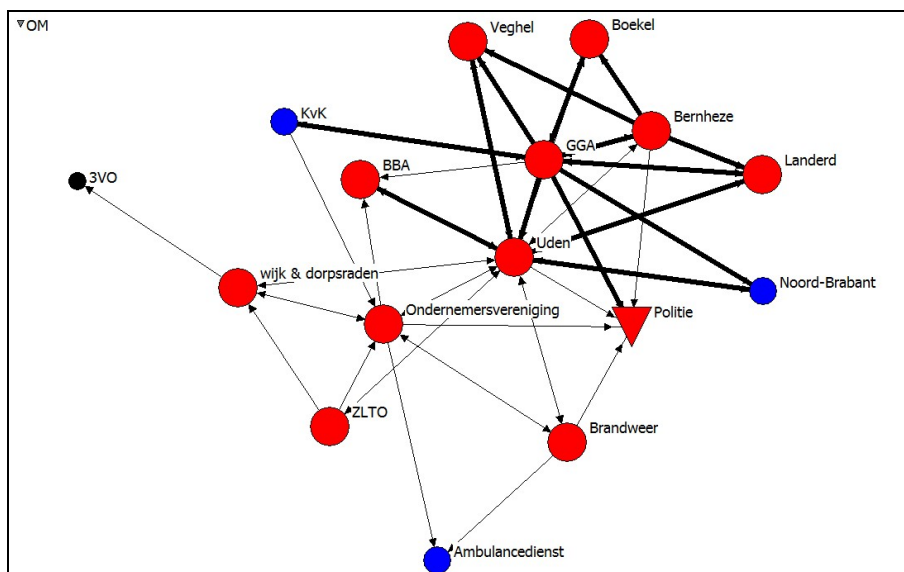 OM
Veghel
Boekel
KvK
Bernheze
GGA
BBA
Landerd
3VO
Uden
wijk & dorpsraden
Noord-Brabant
Ondernemersvereniging
Politie
ZLTO
Brandweer
Ambulancedienst